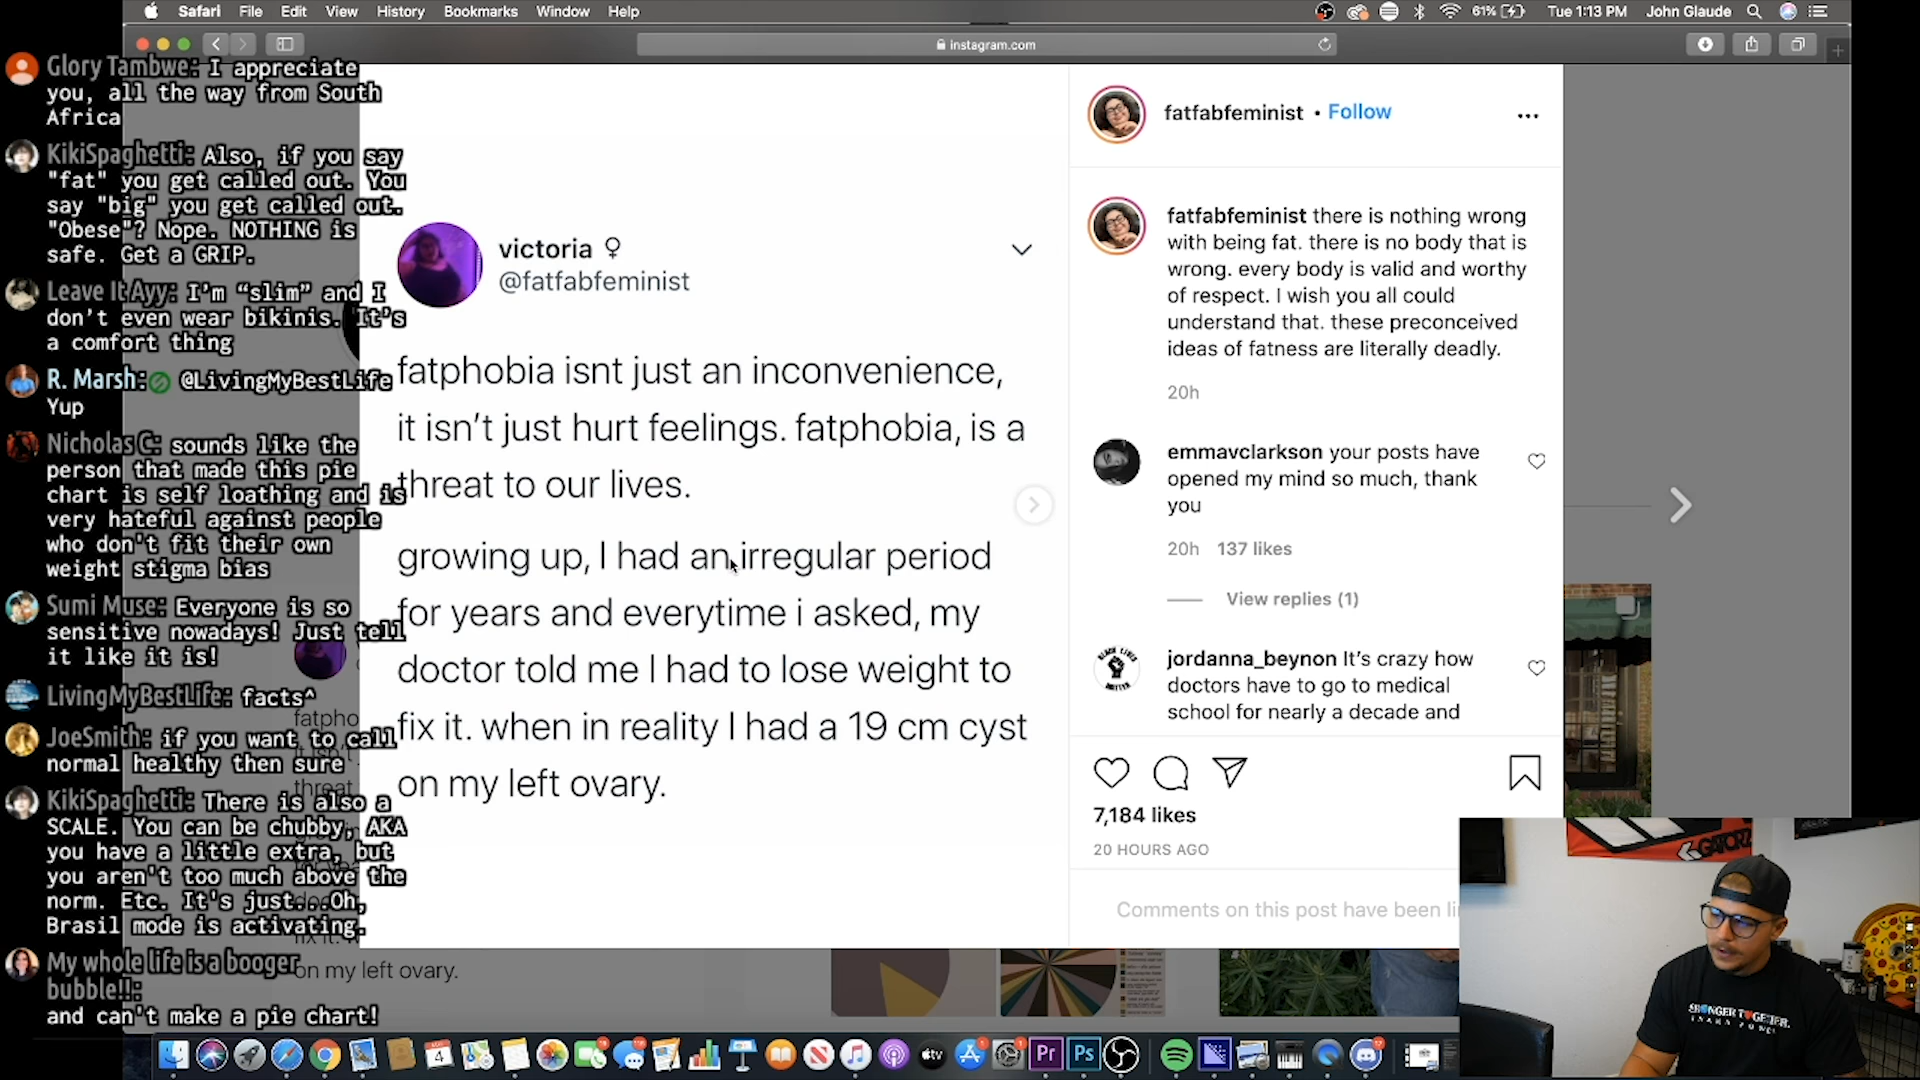 Safari File Edit View History Bookmarks Window Help
61% Tue 1:13 PM John Glaude
instagram.com
Glory Tambwe: I appreciate
you, all the way from South
Africa
KikiSpaghetti: Also, if you say
"fat" you get called out. You
say "big" you get called out.
"Obese"? Nope. NOTHING is
safe. Get a GRIP.
Leave It Ayy: I'm “slim” and I
don't even wear bikinis. It's
a comfort thing
R. Marsh: @LivingMyBestLife
Yup
Nicholas C: sounds like the
person that made this pie
chart is self loathing and is
very hateful against people
who don't fit their own
weight stigma bias
Sumi Muse: Everyone is so
sensitive nowadays! Just tell
it like it is!
LivingMyBestLife: facts^
JoeSmith: if you want to call
normal healthy then sure
KikiSpaghetti: There is also a
SCALE. You can be chubby, AKA
you have a little extra, but
you aren't too much above the
norm. Etc. It's just...Oh,
Brasil mode is activating.
My whole life is a booger
bubble!!:
and can't make a pie chart!
fatpho
threat
fix it.
on my left ovary.
victoria ♀
@fatfabfeminist
fatphobia isnt just an inconvenience,
it isn't just hurt feelings. fatphobia, is a
threat to our lives.
growing up, I had an irregular period
for years and everytime i asked, my
doctor told me I had to lose weight to
fix it. when in reality I had a 19 cm cyst
on my left ovary.
fatfabfeminist • Follow
fatfabfeminist there is nothing wrong
with being fat. there is no body that is
wrong. every body is valid and worthy
of respect. I wish you all could
understand that. these preconceived
ideas of fatness are literally deadly.
20h
emmavclarkson your posts have
opened my mind so much, thank
you
20h 137 likes
View replies (1)
BLACK LIVES
MATTER
jordanna_beynon It's crazy how
doctors have to go to medical
school for nearly a decade and
7,184 likes
20 HOURS AGO
Comments on this post have been li
GATORZ
STRONGER TOGETHER
4
tv
Pr
Ps